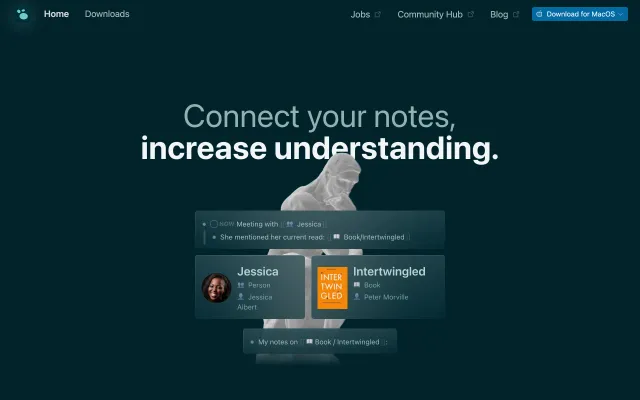 Home Downloads Jobs Community Hub Blog Download for MacOS
Connect your notes,
increase understanding.
NOW Meeting with [[ Jessica ]]
She mentioned her current read: [[ Book/Intertwingled ]]
Jessica
Person
Jessica
Albert
INTER
TWIN
GLED
Intertwingled
Book
Peter Morville
My notes on [[ Book / Intertwingled ]]